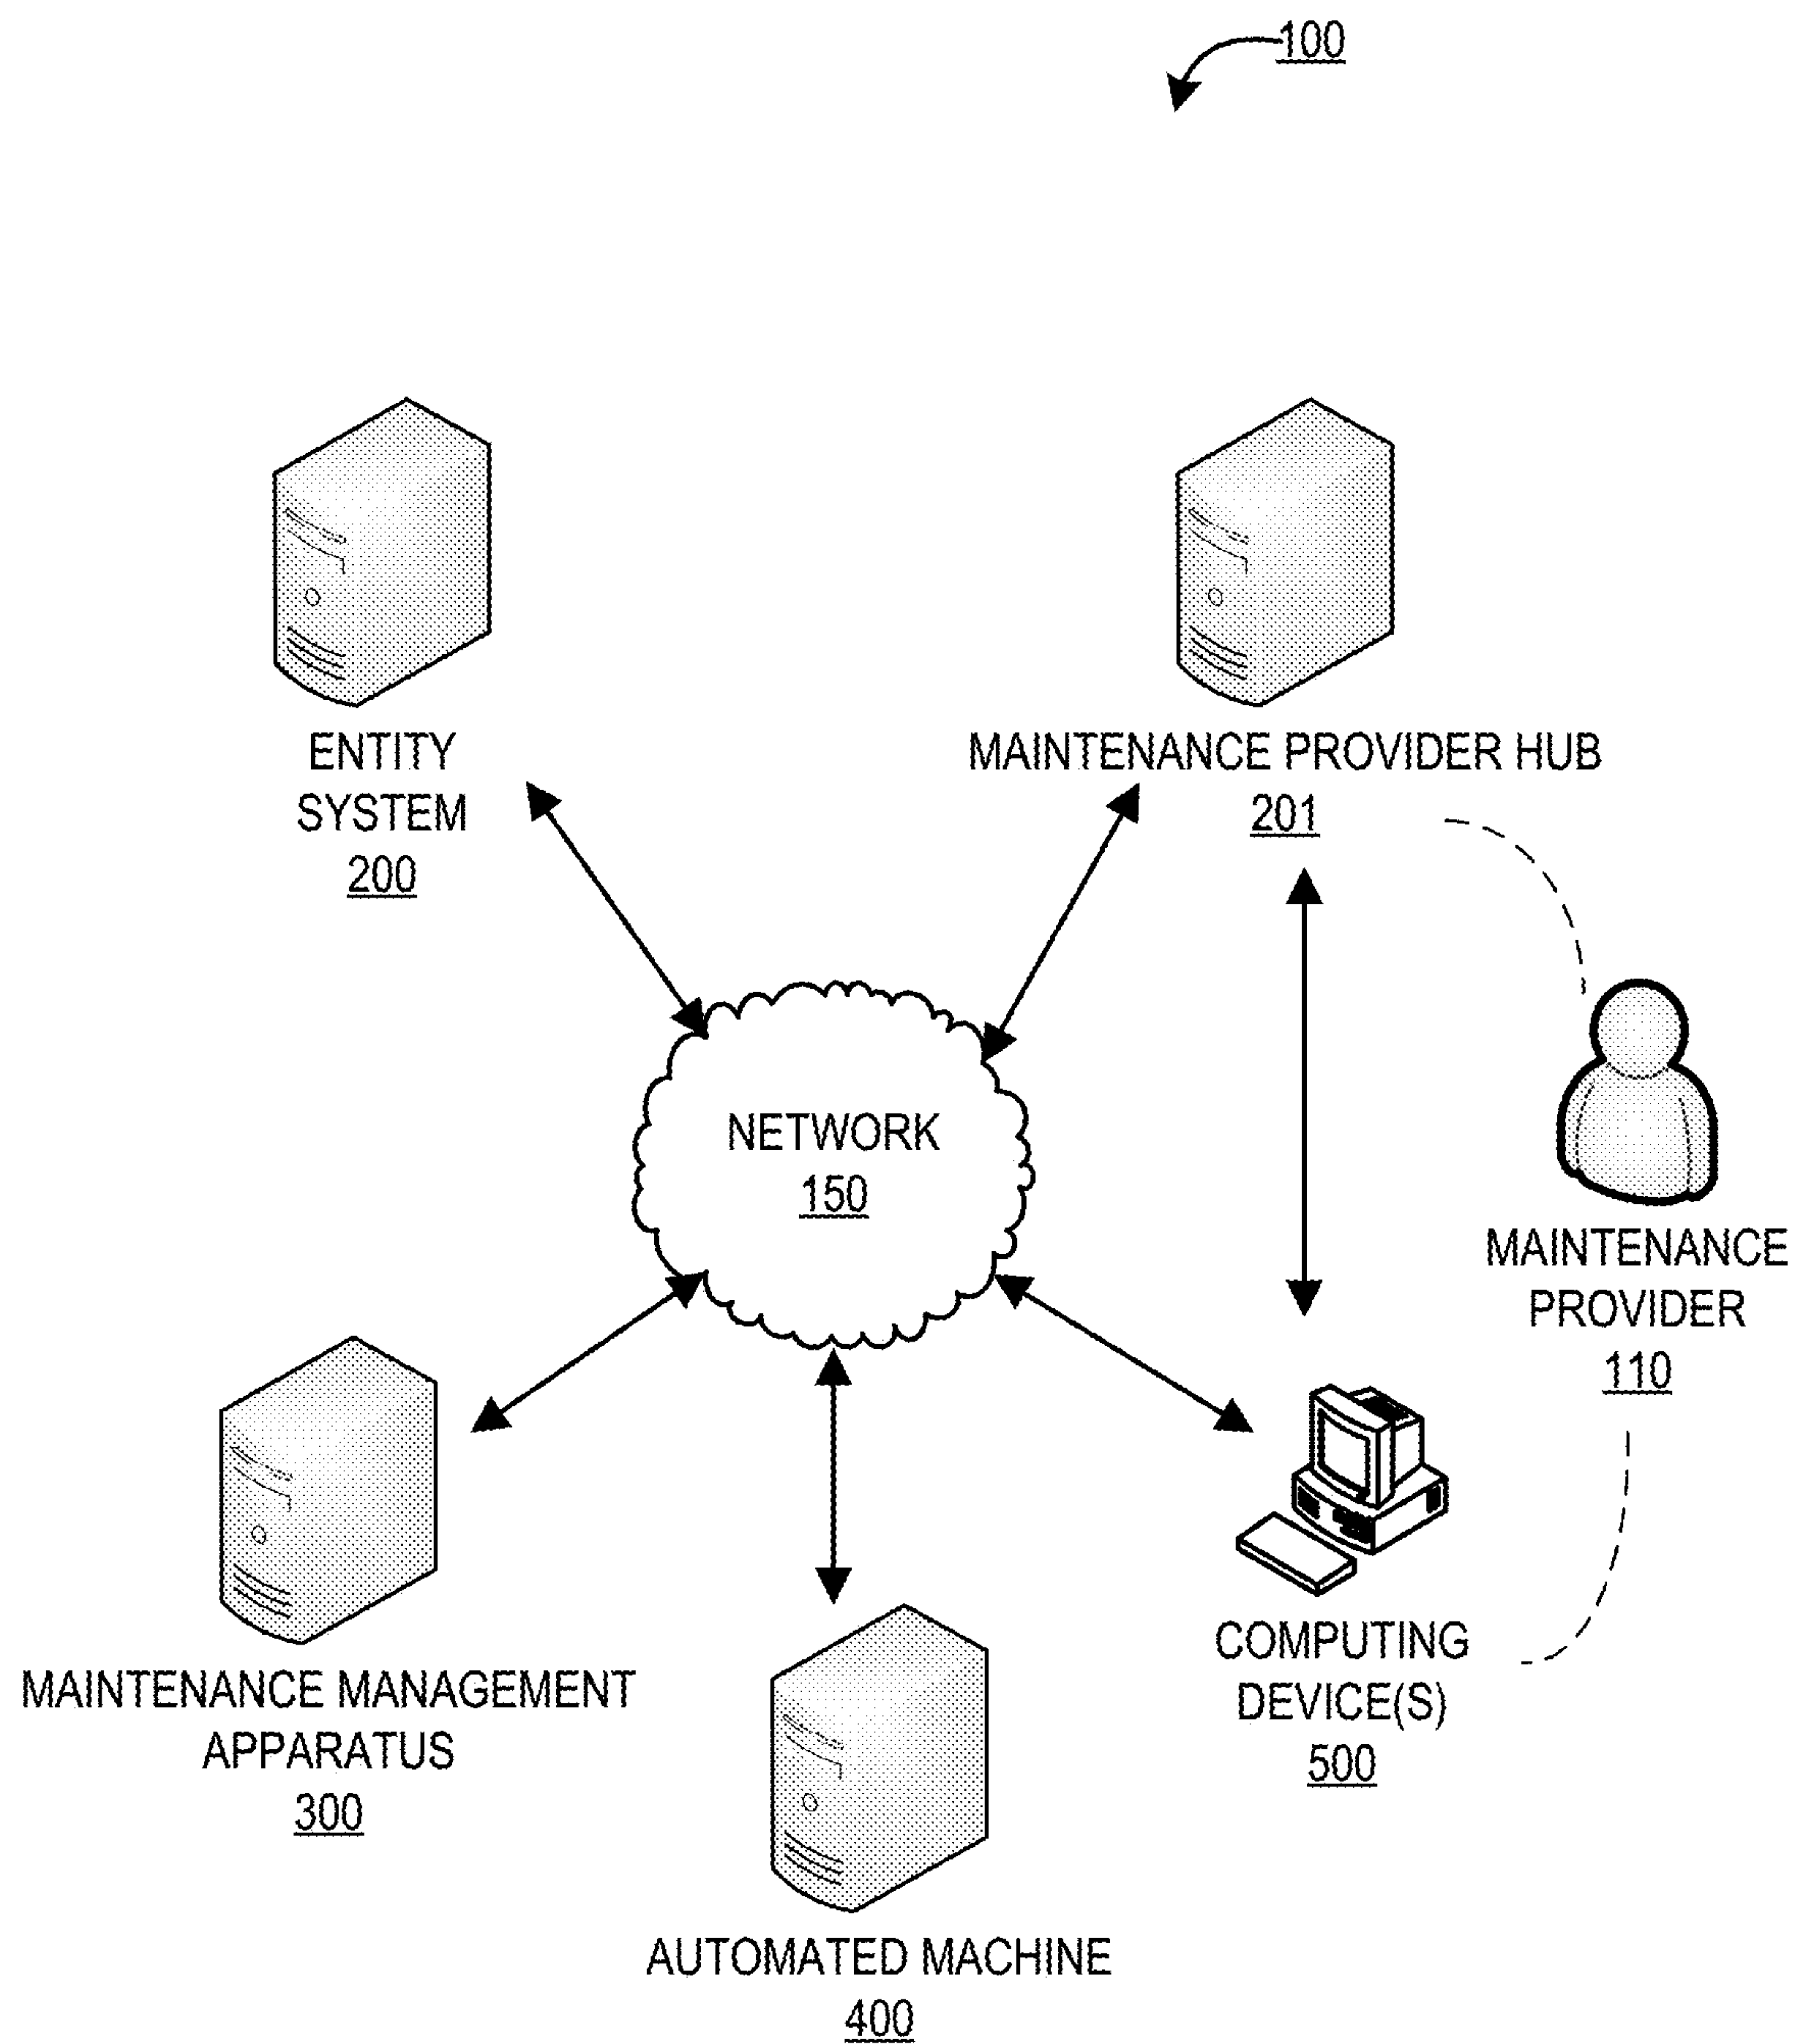 100
ENTITY
SYSTEM
200
MAINTENANCE PROVIDER HUB
201
NETWORK
150
MAINTENANCE
PROVIDER
110
MAINTENANCE MANAGEMENT
APPARATUS
300
COMPUTING
DEVICE(S)
500
AUTOMATED MACHINE
400